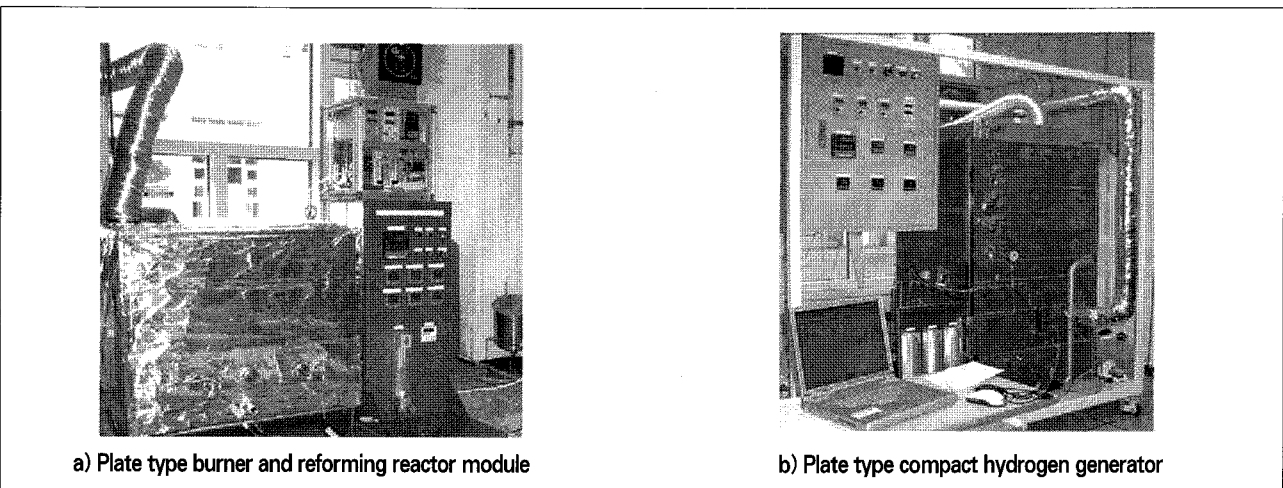 a) Plate type burner and reforming reactor module
b) Plate type compact hydrogen generator